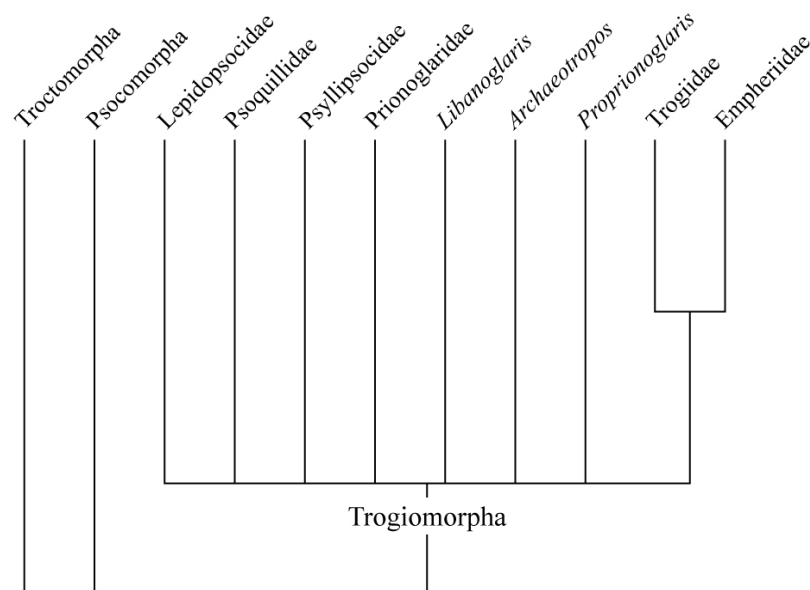 Troctomorpha
Psocomorpha
Lepidopsocidae
Psoquillidae
Psyllipsocidae
Prionoglaridae
Libanoglaris
Archaeotropos
Proprionoglaris
Trogiidae
Empheriidae
Trogiomorpha